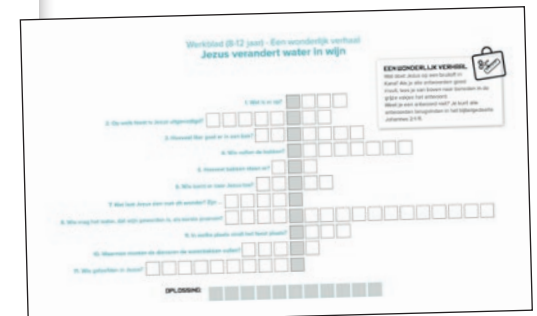 Werkblad (8-12 jaar) - Een wonderlijk verhaal
Jezus verandert water in wijn
EEN WONDERLIJK VERHAAL
Wat doet Jezus op een bruiloft in
Kana? Als je alle antwoorden goed
invult, lees je van boven naar beneden in de
grijze vakjes het antwoord.
Weet je een antwoord niet? Je kunt alle
antwoorden terugvinden in het bijbelgedeelte
Johannes 2:1-11.
1. Wat is er op?
2. Op welk feest is Jezus uitgenodigd?
3. Hoeveel liter gaat er in een kan?
4. Wie vullen de kannen?
5. Hoeveel kannen staan er?
6. Wie komt er naar Jezus toe?
7. Wat laat Jezus zien met dit wonder? Zijn ...
8. Wie mag het water, dat wijn geworden is, als eerste proeven?
9. In welke plaats vindt het feest plaats?
10. Waarmee moeten de dienaren de watervaten vullen?
11. Wie geloofden in Jezus?
OPLOSSING: